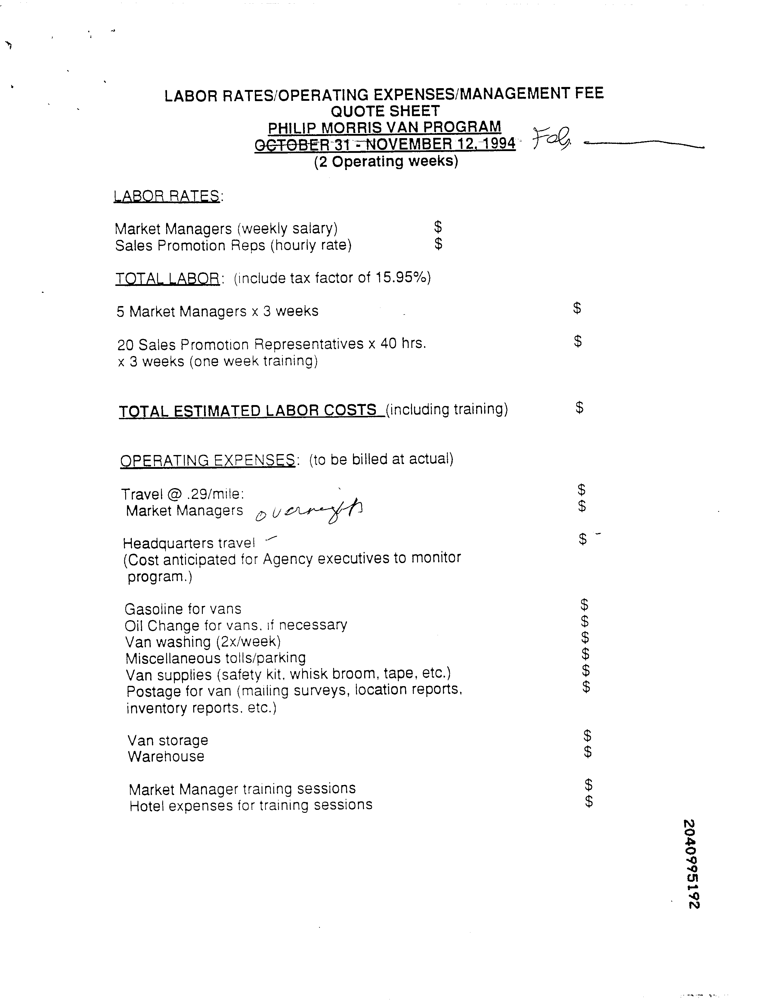 LABOR RATES/OPERATING EXPENSES/MANAGEMENT FEE
QUOTE SHEET
PHILIP MORRIS VAN PROGRAM
OCTOBER 31 - NOVEMBER 12, 1994 Feb,
(2 Operating weeks)
LABOR RATES:
Market Managers (weekly salary) $
Sales Promotion Reps (hourly rate) $
TOTAL LABOR: (include tax factor of 15.95%)
5 Market Managers x 3 weeks $
20 Sales Promotion Representatives x 40 hrs. $
x 3 weeks (one week training)
TOTAL ESTIMATED LABOR COSTS (including training) $
OPERATING EXPENSES: (to be billed at actual)
Travel @ .29/mile: $
Market Managers overnights $
Headquarters travel $ -
(Cost anticipated for Agency executives to monitor
program.)
Gasoline for vans $
Oil Change for vans, if necessary $
Van washing (2x/week) $
Miscellaneous tolls/parking $
Van supplies (safety kit, whisk broom, tape, etc.) $
Postage for van (mailing surveys, location reports, $
inventory reports, etc.)
Van storage $
Warehouse $
Market Manager training sessions $
Hotel expenses for training sessions $
2040995192